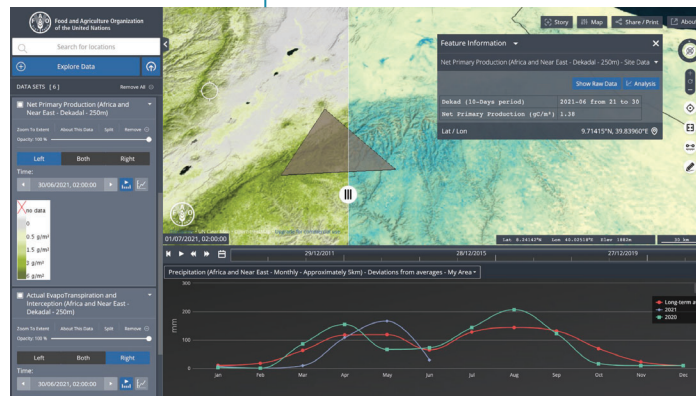 Food and Agriculture Organization
of the United Nations
Search for locations
Explore Data
DATA SETS [ 6 ]
Remove All
Net Primary Production (Africa and
Near East - Dekadal - 250m)
Zoom To Extent About This Data Split Remove
Opacity: 100 %
Left Both Right
Time:
30/06/2021, 02:00:00
no data
0
0.5 g/m²
1.5 g/m²
Actual EvapoTranspiration and
Interception (Africa and Near East -
Dekadal - 250m)
Zoom To Extent About This Data Split Remove
Opacity: 100 %
Left Both Right
Time:
30/06/2021, 02:00:00
Story Map Share / Print About
Feature Information
Net Primary Production (Africa and Near East - Dekadal - 250m) - Site Data
Show Raw Data Analysis
Dekad (10-Days period) 2021-06 from 21 to 30
Net Primary Production (gC/m²) 1.38
Lat / Lon 9.71415°N, 39.83960°E
01/07/2021, 02:00:00
29/12/2011 28/12/2015 27/12/2019
Precipitation (Africa and Near East - Monthly - Approximately 5km) - Deviations from averages - My Area
mm
300
200
100
0
Jan Feb Mar Apr May Jun Jul Aug Sep Oct Nov Dec
Long-term a
2021
2020